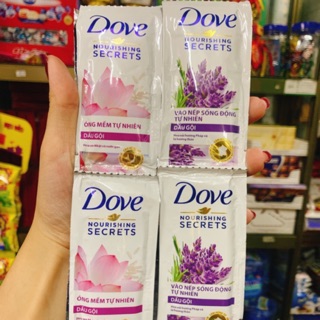 Dove
NOURISHING
SECRETS
ÓNG MỀM TỰ NHIÊN
DẦU GỘI
Dove
NOURISHING
SECRETS
VÀO NẾP SÓNG ĐỘNG
TỰ NHIÊN
DẦU GỘI
Dove
NOURISHING
SECRETS
ÓNG MỀM TỰ NHIÊN
DẦU GỘI
Dove
NOURISHING
SECRETS
VÀO NẾP SÓNG ĐỘNG
TỰ NHIÊN
DẦU GỘI